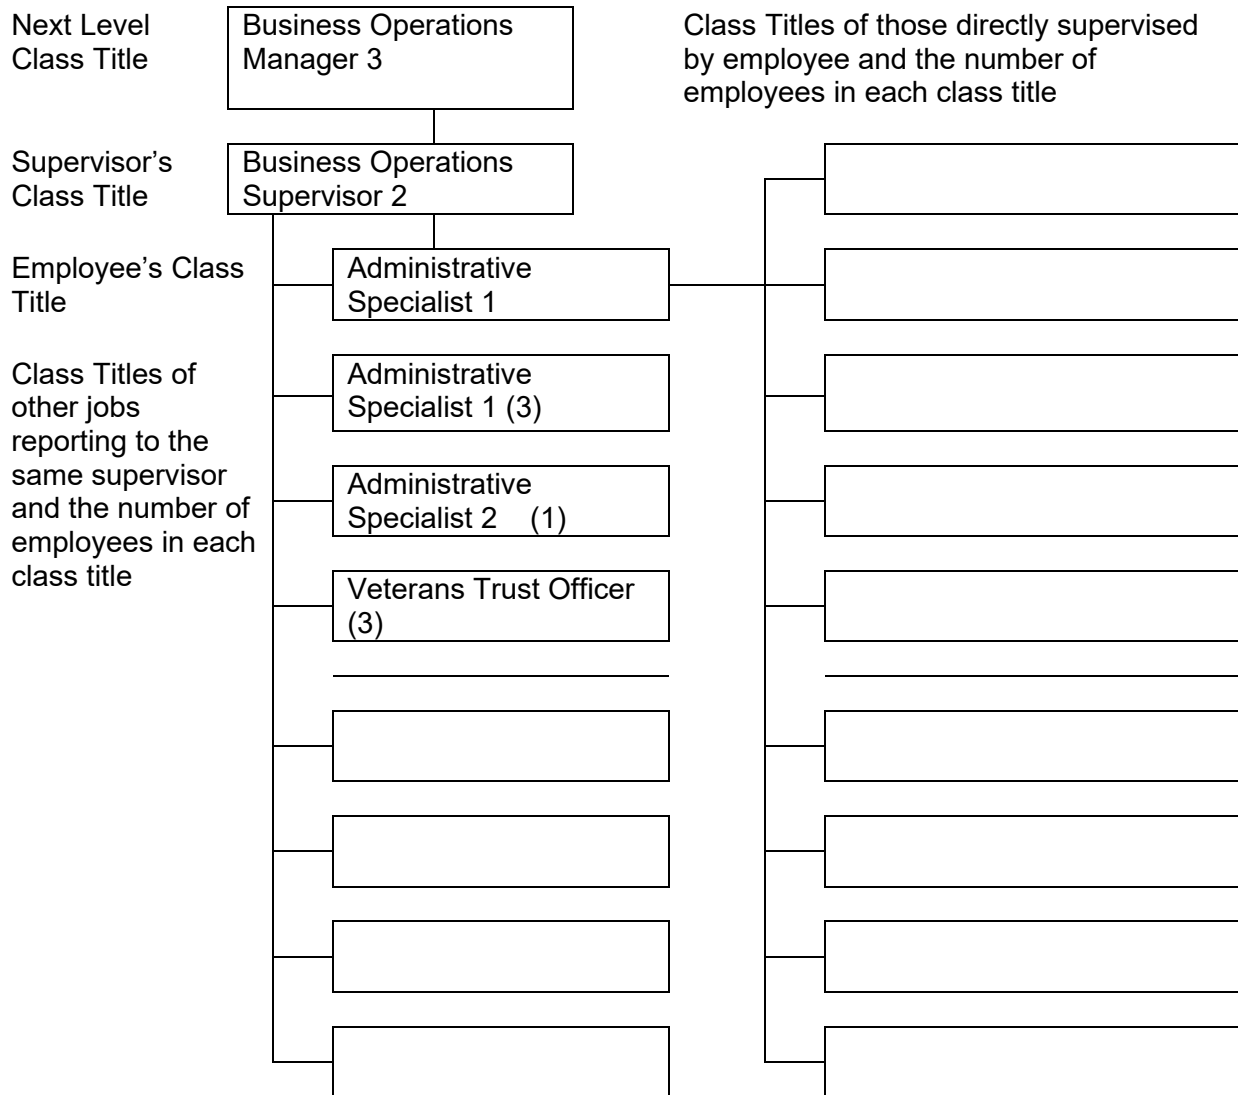 Next Level
Class Title
Business Operations
Manager 3
Class Titles of those directly supervised
by employee and the number of
employees in each class title
Supervisor’s
Class Title
Business Operations
Supervisor 2
Employee’s Class
Title
Administrative
Specialist 1
Class Titles of
other jobs
reporting to the
same supervisor
and the number of
employees in each
class title
Administrative
Specialist 1 (3)
Administrative
Specialist 2 (1)
Veterans Trust Officer
(3)